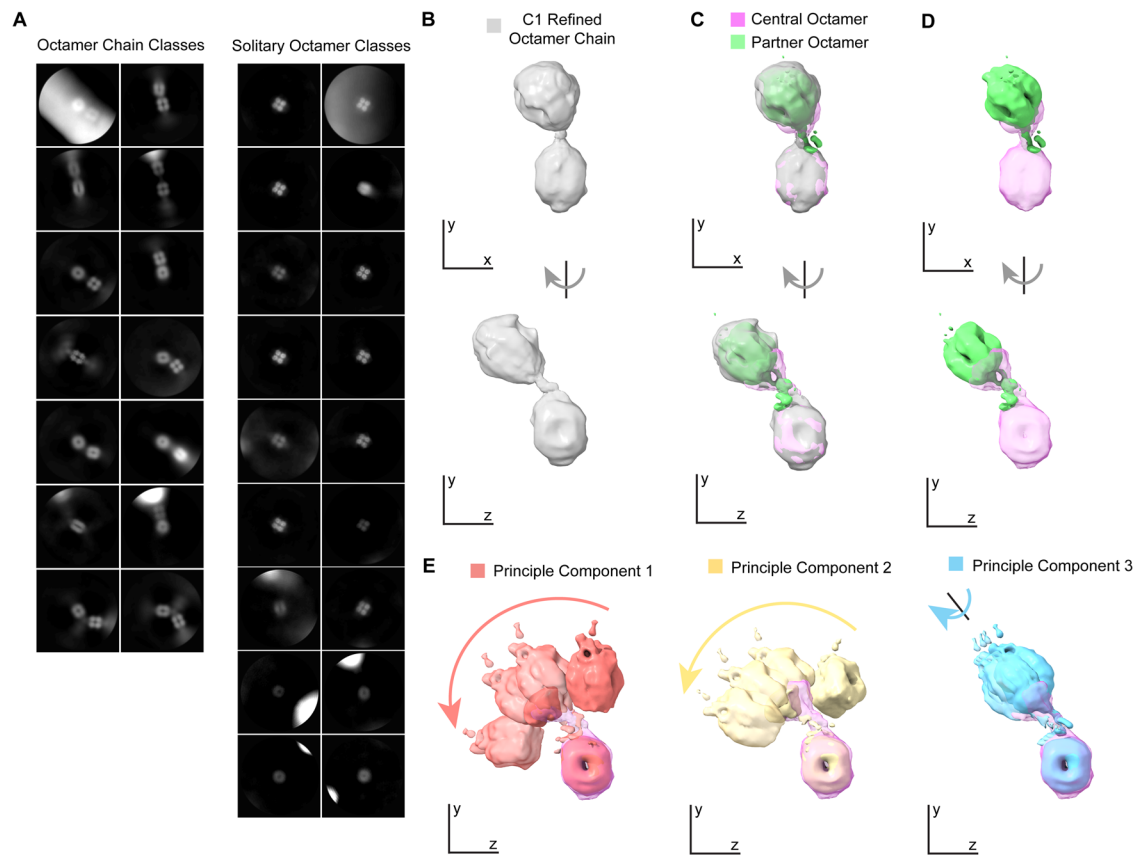 A
Octamer Chain Classes
Solitary Octamer Classes
B
C1 Refined
Octamer Chain
y
x
y
z
C
Central Octamer
Partner Octamer
y
x
y
z
D
y
x
y
z
E
Principle Component 1
y
z
Principle Component 2
y
z
Principle Component 3
y
z